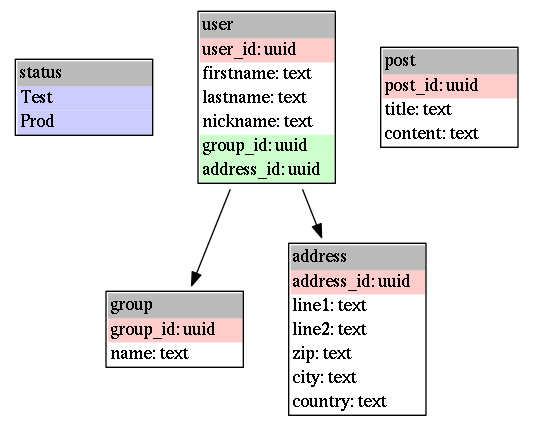 status
Test
Prod
user
user_id: uuid
firstname: text
lastname: text
nickname: text
group_id: uuid
address_id: uuid
post
post_id: uuid
title: text
content: text
group
group_id: uuid
name: text
address
address_id: uuid
line1: text
line2: text
zip: text
city: text
country: text